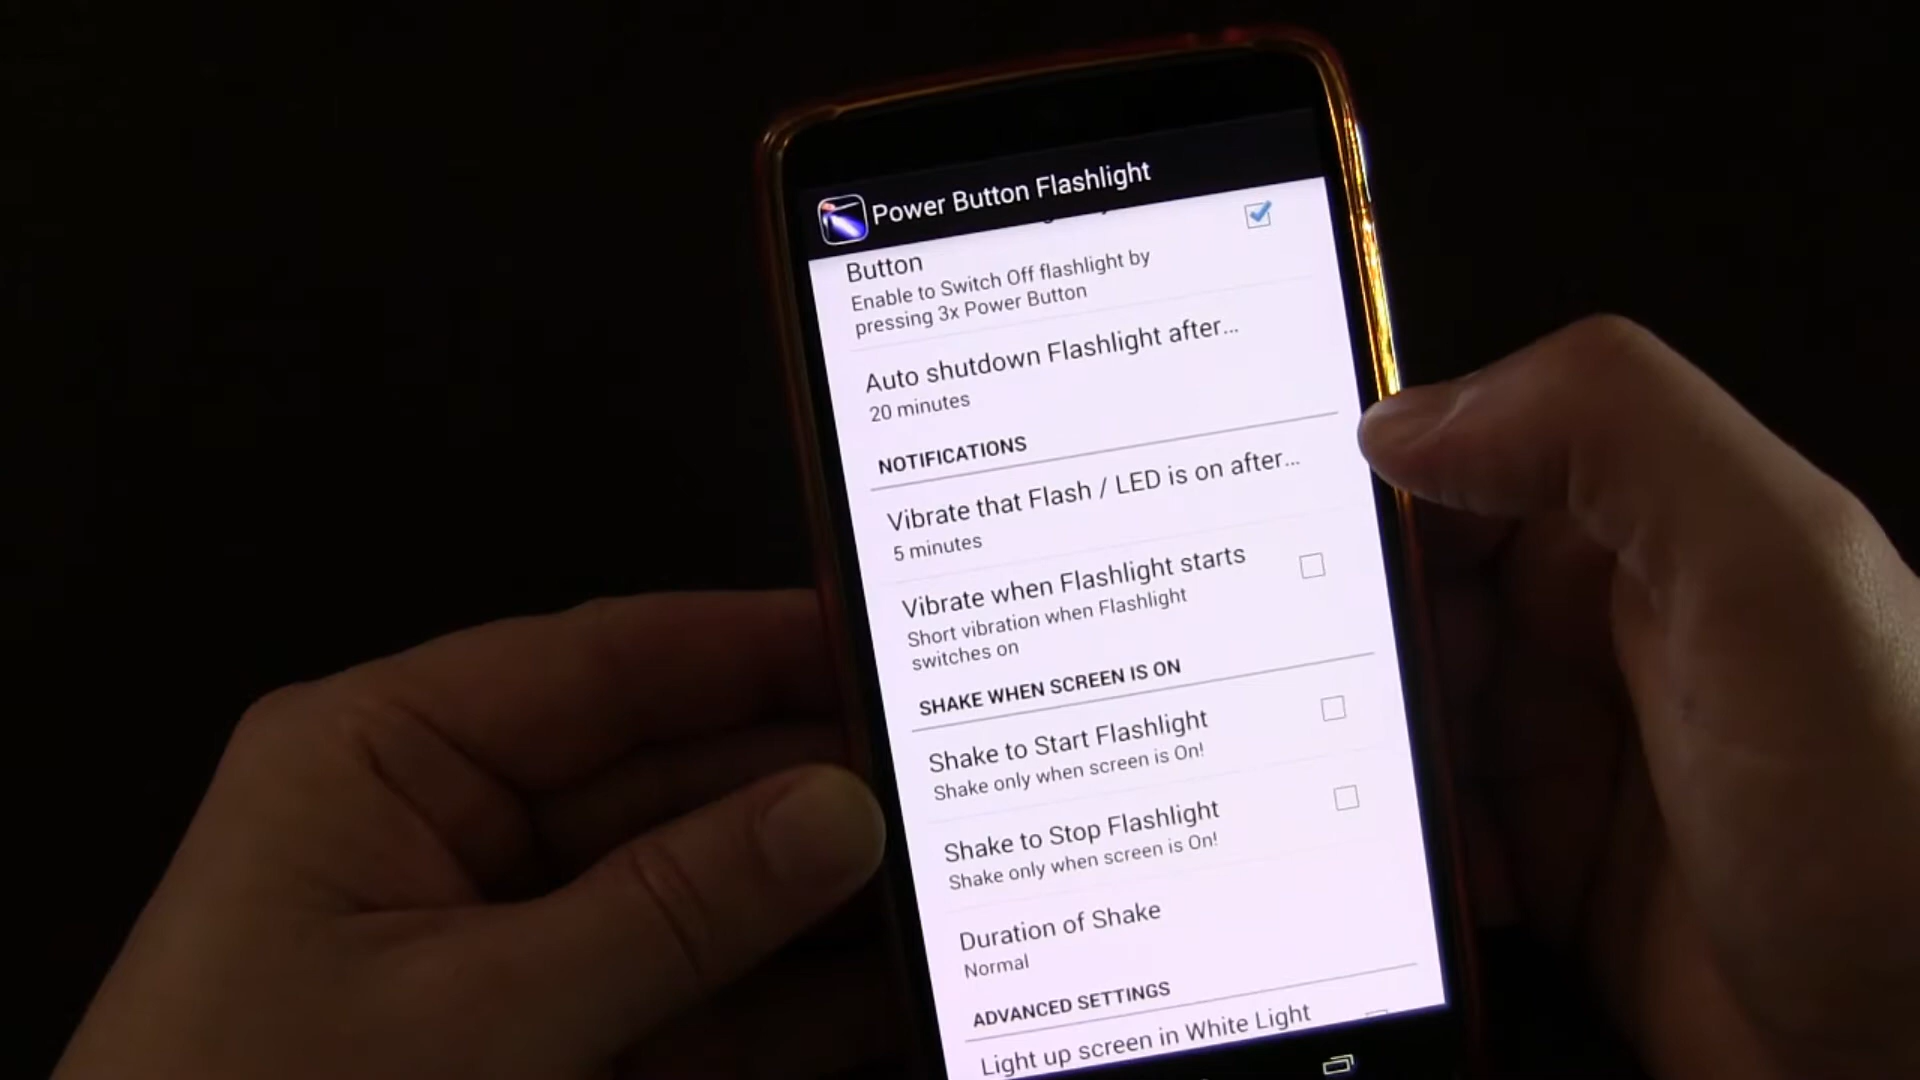 Power Button Flashlight
Button
Enable to Switch Off flashlight by
pressing 3x Power Button
Auto shutdown Flashlight after...
20 minutes
NOTIFICATIONS
Vibrate that Flash / LED is on after...
5 minutes
Vibrate when Flashlight starts
Short vibration when Flashlight
switches on
SHAKE WHEN SCREEN IS ON
Shake to Start Flashlight
Shake only when screen is On!
Shake to Stop Flashlight
Shake only when screen is On!
Duration of Shake
Normal
ADVANCED SETTINGS
Light up screen in White Light